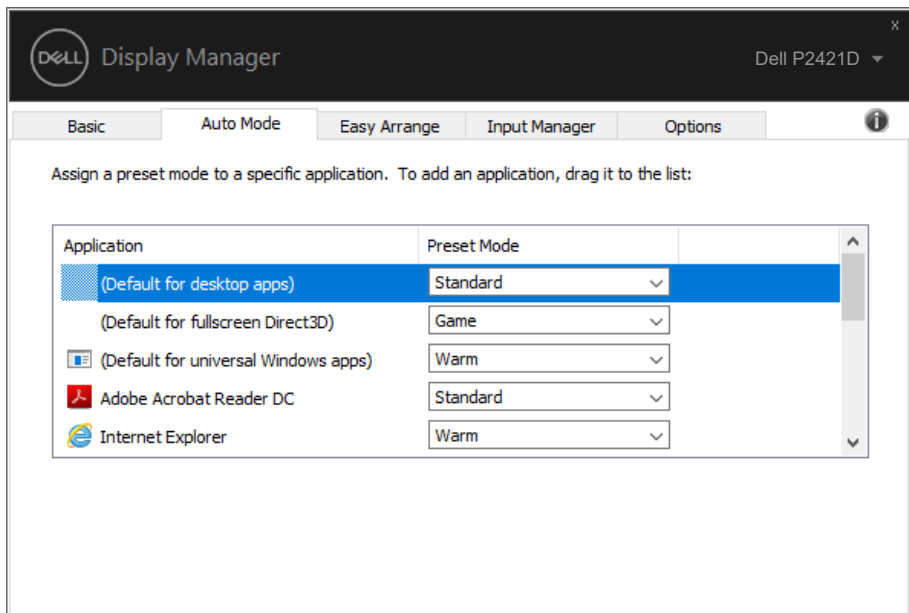 x
DELL Display Manager
Dell P2421D
Basic Auto Mode Easy Arrange Input Manager Options
Assign a preset mode to a specific application. To add an application, drag it to the list:
Application Preset Mode
(Default for desktop apps) Standard
(Default for fullscreen Direct3D) Game
(Default for universal Windows apps) Warm
Adobe Acrobat Reader DC Standard
Internet Explorer Warm